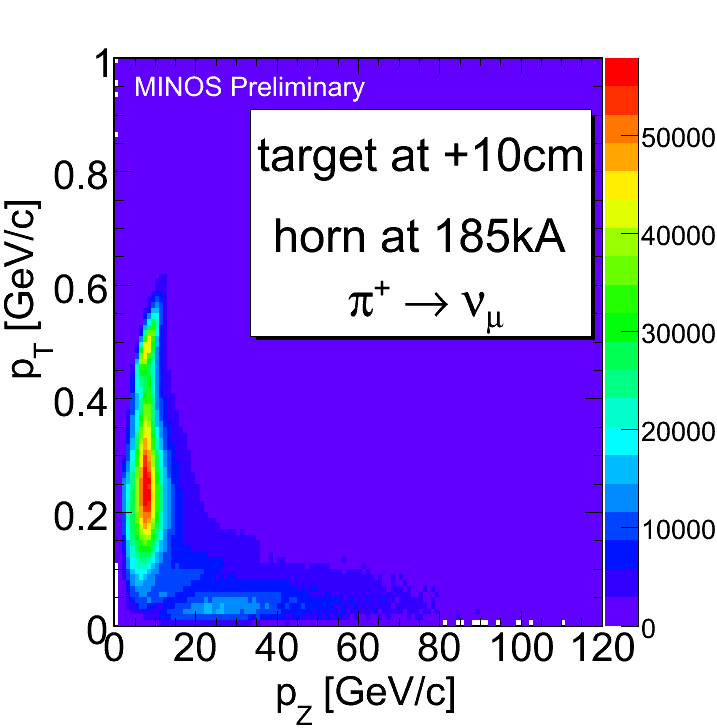 MINOS Preliminary
target at +10cm
horn at 185kA
π⁺ → ν_μ
p_T [GeV/c]
1
0.8
0.6
0.4
0.2
0
0 20 40 60 80 100 120
p_Z [GeV/c]
50000
40000
30000
20000
10000
0